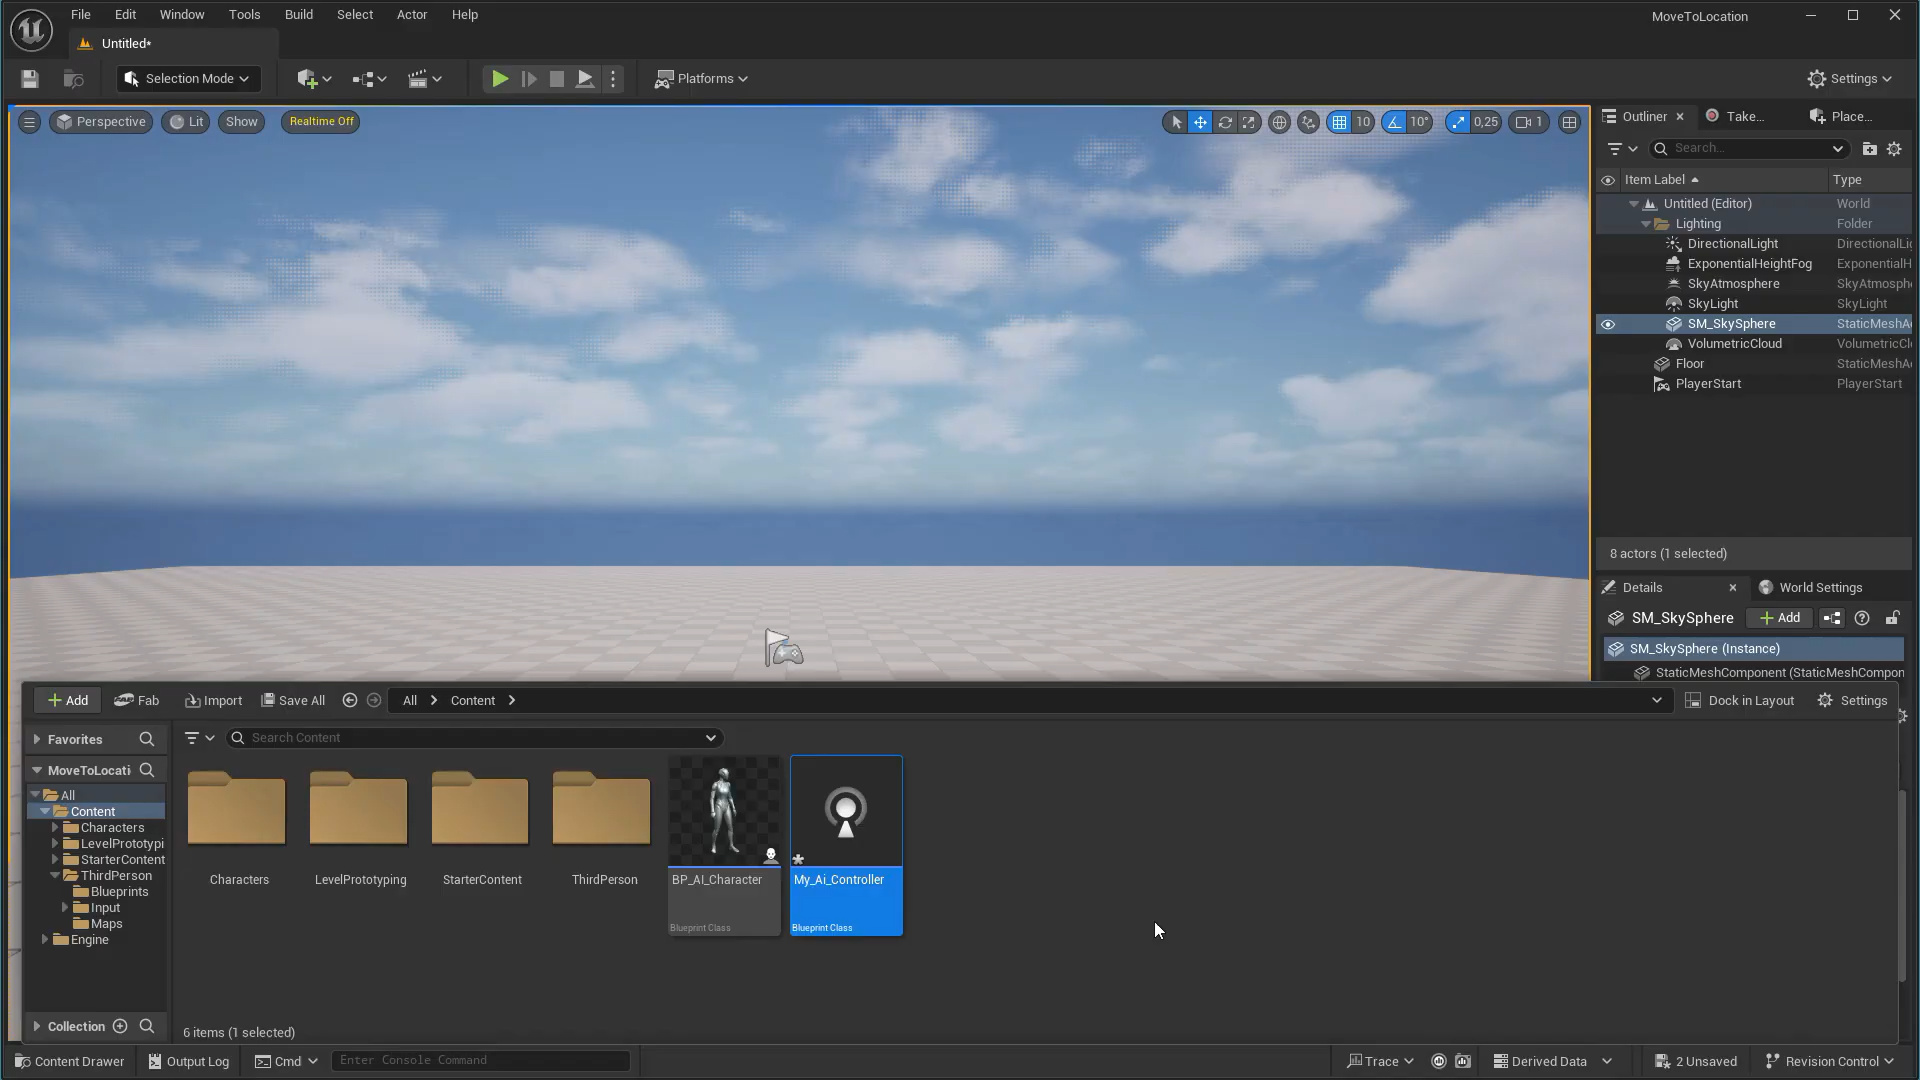 File Edit Window Tools Build Select Actor Help
MoveToLocation
Untitled*
Selection Mode
Platforms
Settings
Perspective Lit Show Realtime Off
10 10° 0,25 1
Outliner Take... Place...
Search...
Item Label Type
Untitled (Editor) World
Lighting Folder
DirectionalLight DirectionalLi
ExponentialHeightFog ExponentialH
SkyAtmosphere SkyAtmosph
SkyLight SkyLight
SM_SkySphere StaticMeshA
VolumetricCloud VolumetricCl
Floor StaticMeshA
PlayerStart PlayerStart
8 actors (1 selected)
Details World Settings
SM_SkySphere Add
SM_SkySphere (Instance)
StaticMeshComponent (StaticMeshCompon
Add Fab Import Save All All Content Dock in Layout Settings
Favorites
Search Content
MoveToLocati
All
Content
Characters
LevelPrototypi
StarterContent
ThirdPerson
Blueprints
Input
Maps
Engine
Collection
Characters LevelPrototyping StarterContent ThirdPerson BP_AI_Character My_Ai_Controller
Blueprint Class Blueprint Class
6 items (1 selected)
Content Drawer Output Log Cmd Enter Console Command Trace Derived Data 2 Unsaved Revision Control